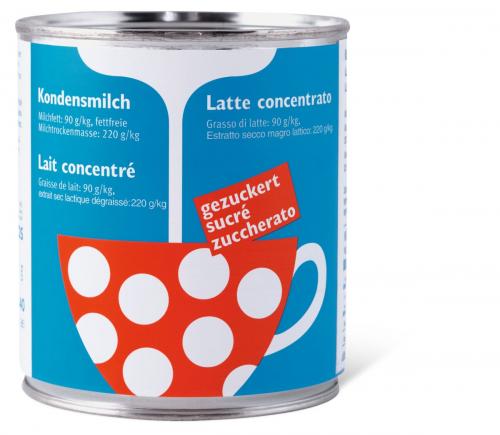 Kondensmilch
Milchfett: 90 g/kg, fettfreie
Milchtrockenmasse: 220 g/kg
Lait concentré
Graisse de lait: 90 g/kg,
extrait sec lactique dégraissé: 220 g/kg
Latte concentrato
Grasso di latte: 90 g/kg,
Estratto secco magro lattico: 220 g/kg
gezuckert
sucré
zuccherato